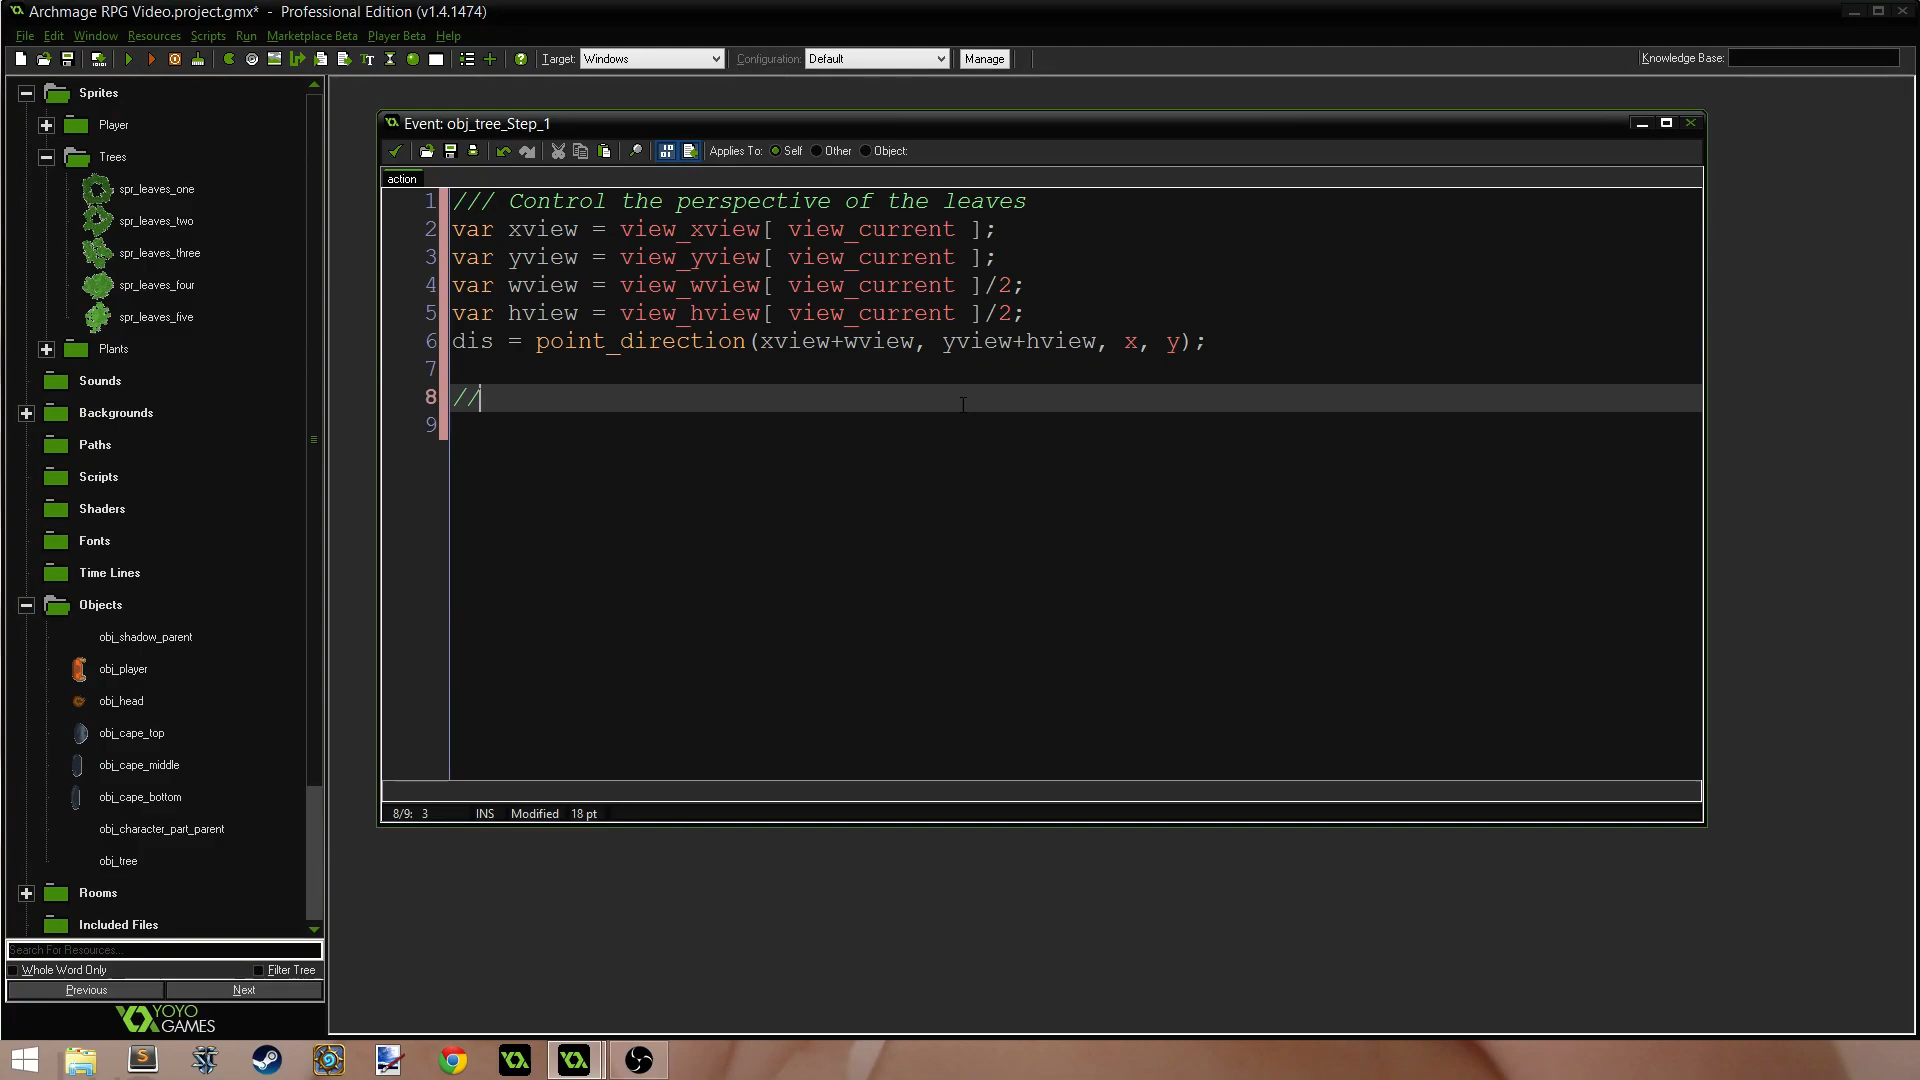 Archmage RPG Video.project.gmx* - Professional Edition (v1.4.1474)
File Edit Window Resources Scripts Run Marketplace Beta Player Beta Help
Target: Windows Configuration: Default Manage Knowledge Base:
Sprites
Player
Trees
spr_leaves_one
spr_leaves_two
spr_leaves_three
spr_leaves_four
spr_leaves_five
Plants
Sounds
Backgrounds
Paths
Scripts
Shaders
Fonts
Time Lines
Objects
obj_shadow_parent
obj_player
obj_head
obj_cape_top
obj_cape_middle
obj_cape_bottom
obj_character_part_parent
obj_tree
Rooms
Included Files
Search For Resources...
Whole Word Only Filter Tree
Previous Next
YOYO
GAMES
Event: obj_tree_Step_1
Applies To: Self Other Object:
action
1 /// Control the perspective of the leaves
2 var xview = view_xview[ view_current ];
3 var yview = view_yview[ view_current ];
4 var wview = view_wview[ view_current ]/2;
5 var hview = view_hview[ view_current ]/2;
6 dis = point_direction(xview+wview, yview+hview, x, y);
7
8 //
9
8/9: 3 INS Modified 18 pt